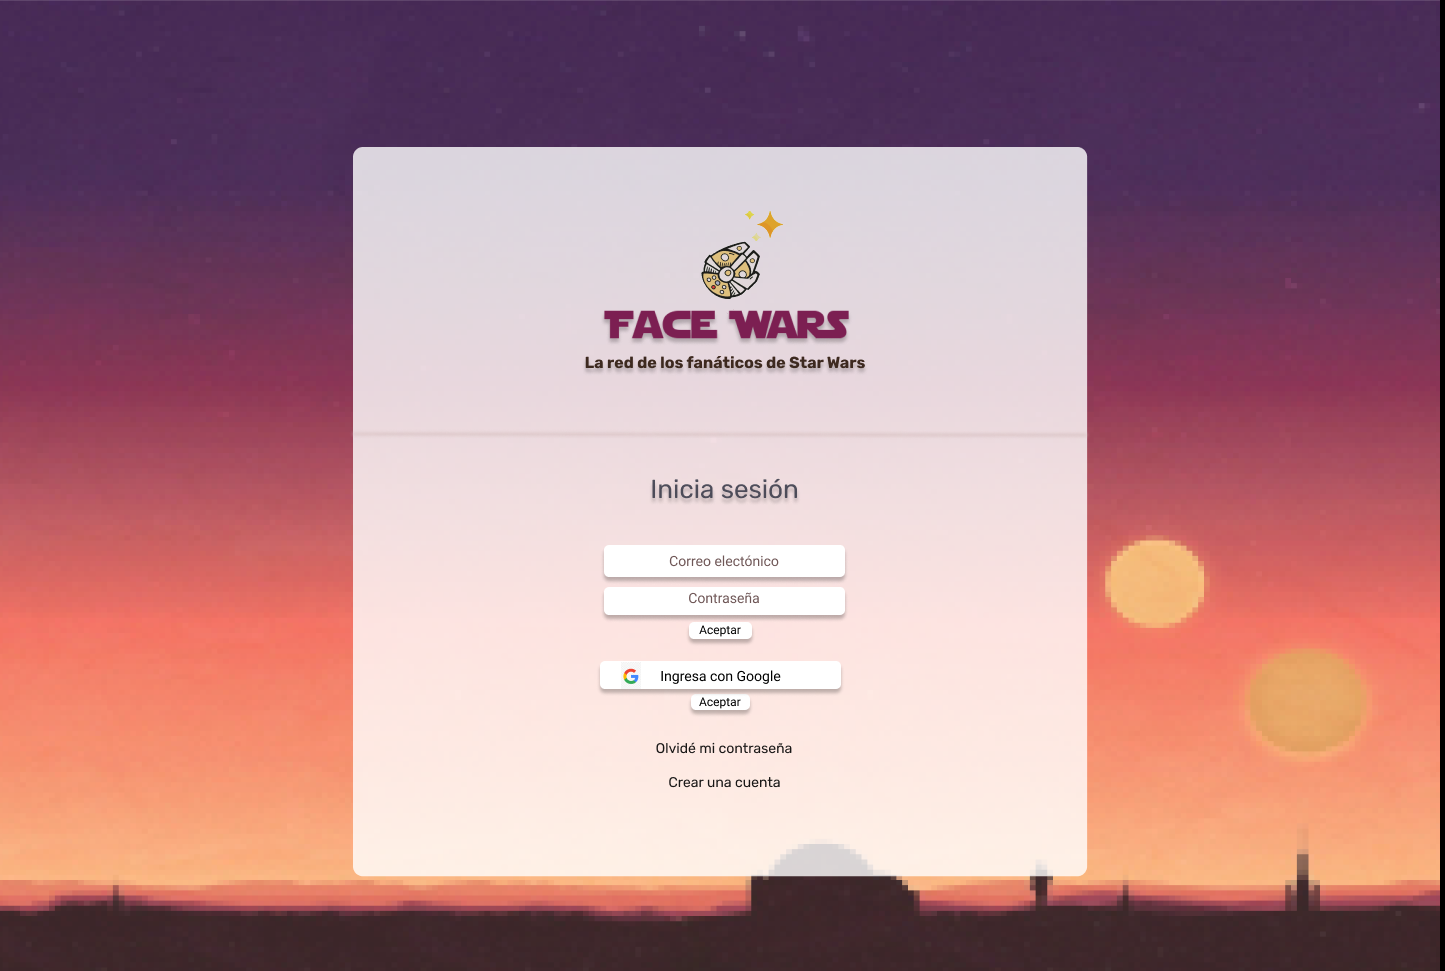 FACE WARS
La red de los fanáticos de Star Wars
Inicia sesión
Correo electónico
Contraseña
Aceptar
Ingresa con Google
Aceptar
Olvidé mi contraseña
Crear una cuenta